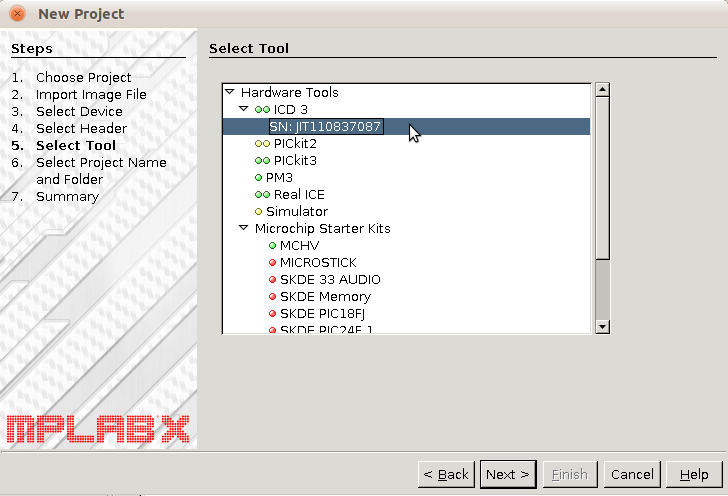 New Project
Steps
1. Choose Project
2. Import Image File
3. Select Device
4. Select Header
5. Select Tool
6. Select Project Name
and Folder
7. Summary
MPLAB X
Select Tool
Hardware Tools
ICD 3
SN: JIT110837087
PICkit2
PICkit3
PM3
Real ICE
Simulator
Microchip Starter Kits
MCHV
MICROSTICK
SKDE 33 AUDIO
SKDE Memory
SKDE PIC18FJ
SKDE PIC24F 1
< Back
Next >
Finish
Cancel
Help